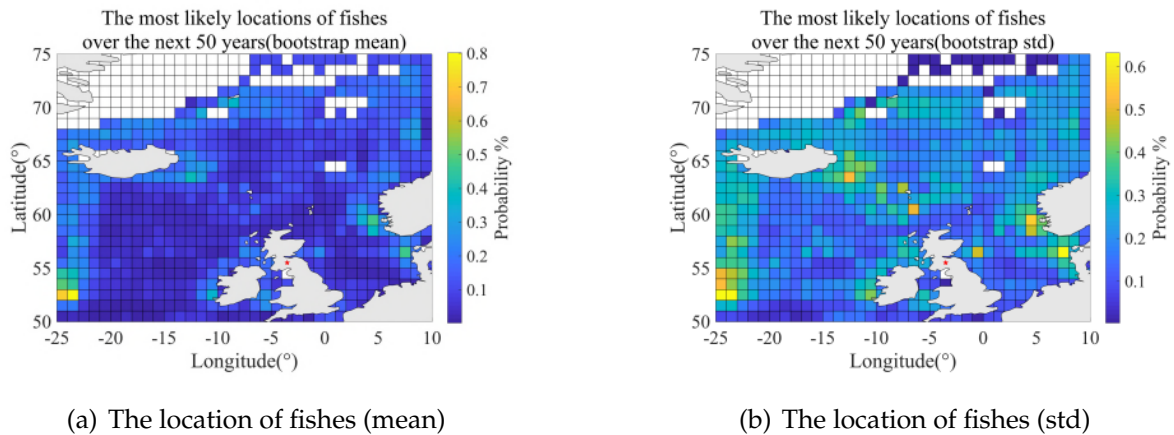 The most likely locations of fishes
over the next 50 years(bootstrap mean)
75
70
65
60
55
50
Latitude(°)
-25 -20 -15 -10 -5 0 5 10
Longitude(°)
0.8
0.7
0.6
0.5
0.4
0.3
0.2
0.1
Probability %
(a) The location of fishes (mean)
The most likely locations of fishes
over the next 50 years(bootstrap std)
75
70
65
60
55
50
Latitude(°)
-25 -20 -15 -10 -5 0 5 10
Longitude(°)
0.6
0.5
0.4
0.3
0.2
0.1
Probability %
(b) The location of fishes (std)